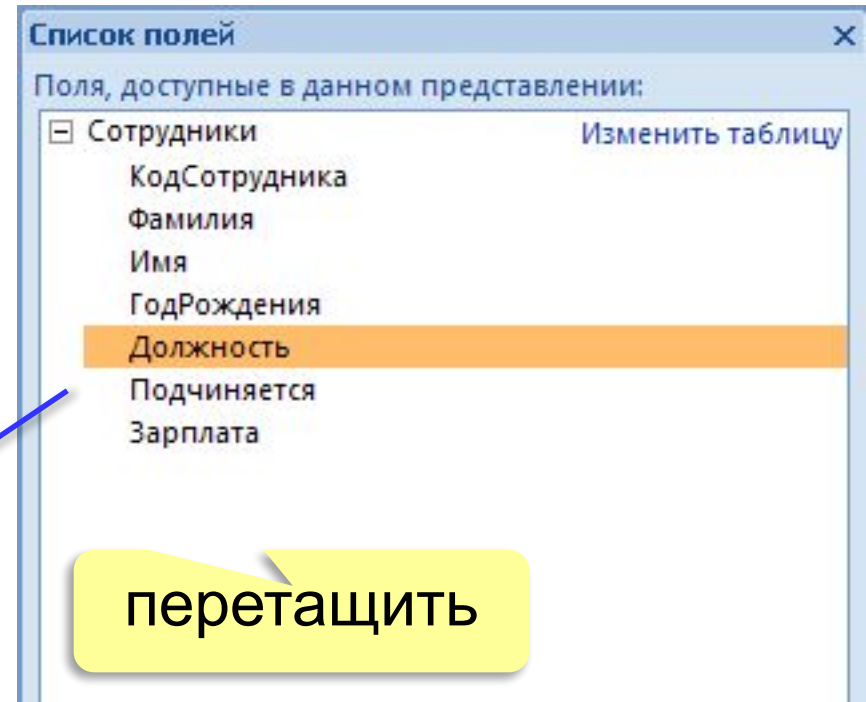 Список полей
Поля, доступные в данном представлении:
Сотрудники Изменить таблицу
КодСотрудника
Фамилия
Имя
ГодРождения
Должность
Подчиняется
Зарплата
перетащить